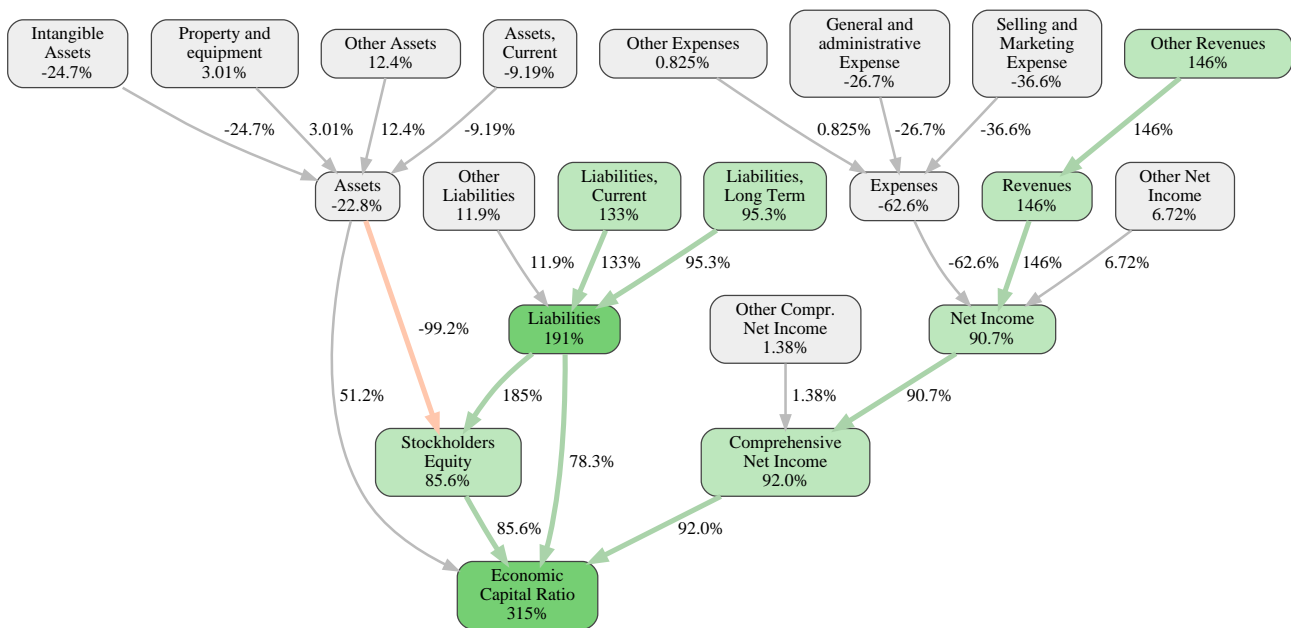 Intangible
Assets
-24.7%
Property and
equipment
3.01%
Other Assets
12.4%
Assets,
Current
-9.19%
Other Expenses
0.825%
General and
administrative
Expense
-26.7%
Selling and
Marketing
Expense
-36.6%
Other Revenues
146%
-24.7%
3.01%
12.4%
-9.19%
0.825%
-26.7%
-36.6%
146%
Assets
-22.8%
Other
Liabilities
11.9%
Liabilities,
Current
133%
Liabilities,
Long Term
95.3%
Expenses
-62.6%
Revenues
146%
Other Net
Income
6.72%
11.9%
133%
95.3%
-62.6%
146%
6.72%
-99.2%
Liabilities
191%
Other Compr.
Net Income
1.38%
Net Income
90.7%
51.2%
185%
1.38%
90.7%
Stockholders
Equity
85.6%
78.3%
Comprehensive
Net Income
92.0%
85.6%
92.0%
Economic
Capital Ratio
315%